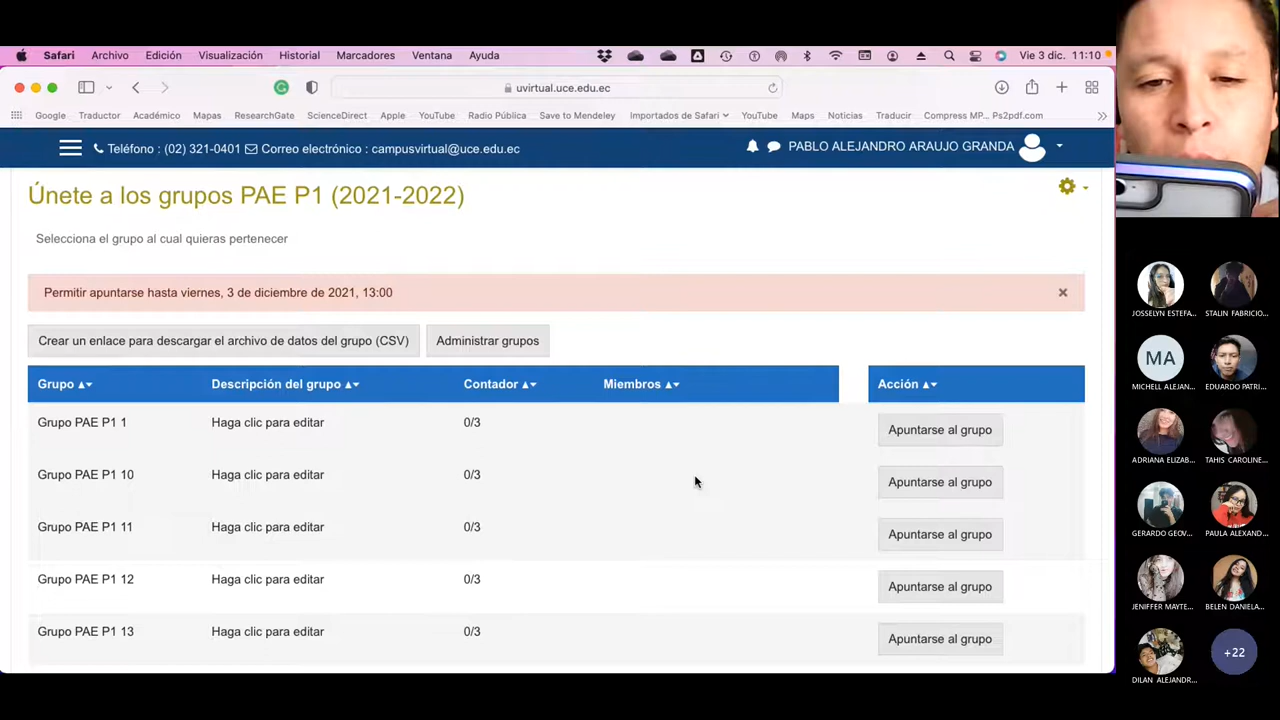 Safari Archivo Edición Visualización Historial Marcadores Ventana Ayuda Vie 3 dic. 11:10
uvirtual.uce.edu.ec
Google Traductor Académico Mapas ResearchGate ScienceDirect Apple YouTube Radio Pública Save to Mendeley Importados de Safari YouTube Maps Noticias Traducir Compress MP... Ps2pdf.com
Teléfono : (02) 321-0401 Correo electrónico : campusvirtual@uce.edu.ec PABLO ALEJANDRO ARAUJO GRANDA
Únete a los grupos PAE P1 (2021-2022)
Selecciona el grupo al cual quieras pertenecer
Permitir apuntarse hasta viernes, 3 de diciembre de 2021, 13:00 ×
Crear un enlace para descargar el archivo de datos del grupo (CSV) Administrar grupos
Grupo ▲▼ Descripción del grupo ▲▼ Contador ▲▼ Miembros ▲▼ Acción ▲▼
Grupo PAE P1 1 Haga clic para editar 0/3 Apuntarse al grupo
Grupo PAE P1 10 Haga clic para editar 0/3 Apuntarse al grupo
Grupo PAE P1 11 Haga clic para editar 0/3 Apuntarse al grupo
Grupo PAE P1 12 Haga clic para editar 0/3 Apuntarse al grupo
Grupo PAE P1 13 Haga clic para editar 0/3 Apuntarse al grupo
JOSSELYN ESTEFA... STALIN FABRICIO...
MA
MICHELL ALEJAN... EDUARDO PATRI...
ADRIANA ELIZAB... TAHIS CAROLINE...
GERARDO GEOV... PAULA ALEXAND...
JENIFFER MAYTE... BELEN DANIELA...
+22
DILAN ALEJANDR...